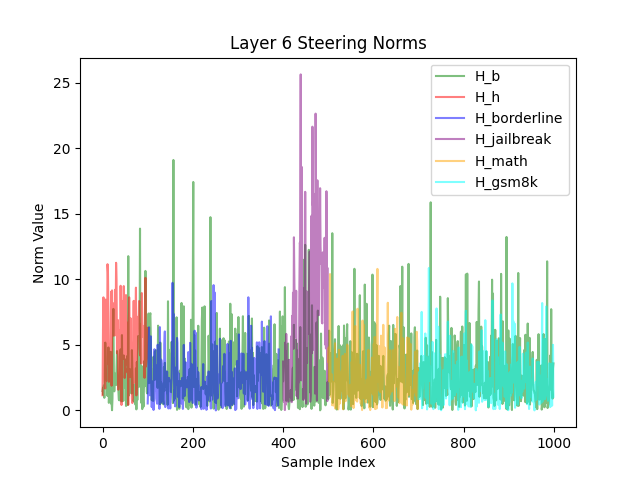 Layer 6 Steering Norms
Norm Value
25
20
15
10
5
0
H_b
H_h
H_borderline
H_jailbreak
H_math
H_gsm8k
0
200
400
600
800
1000
Sample Index